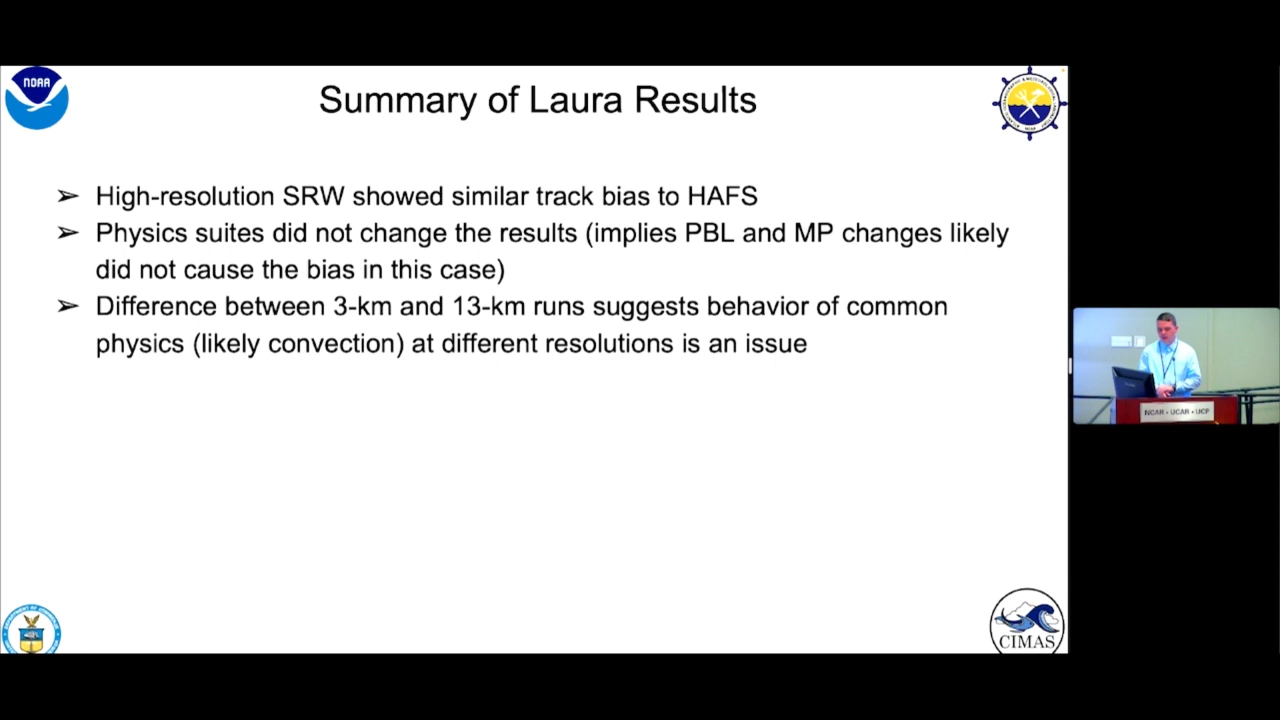 NOAA
Summary of Laura Results
➢ High-resolution SRW showed similar track bias to HAFS
➢ Physics suites did not change the results (implies PBL and MP changes likely
did not cause the bias in this case)
➢ Difference between 3-km and 13-km runs suggests behavior of common
physics (likely convection) at different resolutions is an issue
NCAR • UCAR • UCP
DEPARTMENT OF COMMERCE
CIMAS